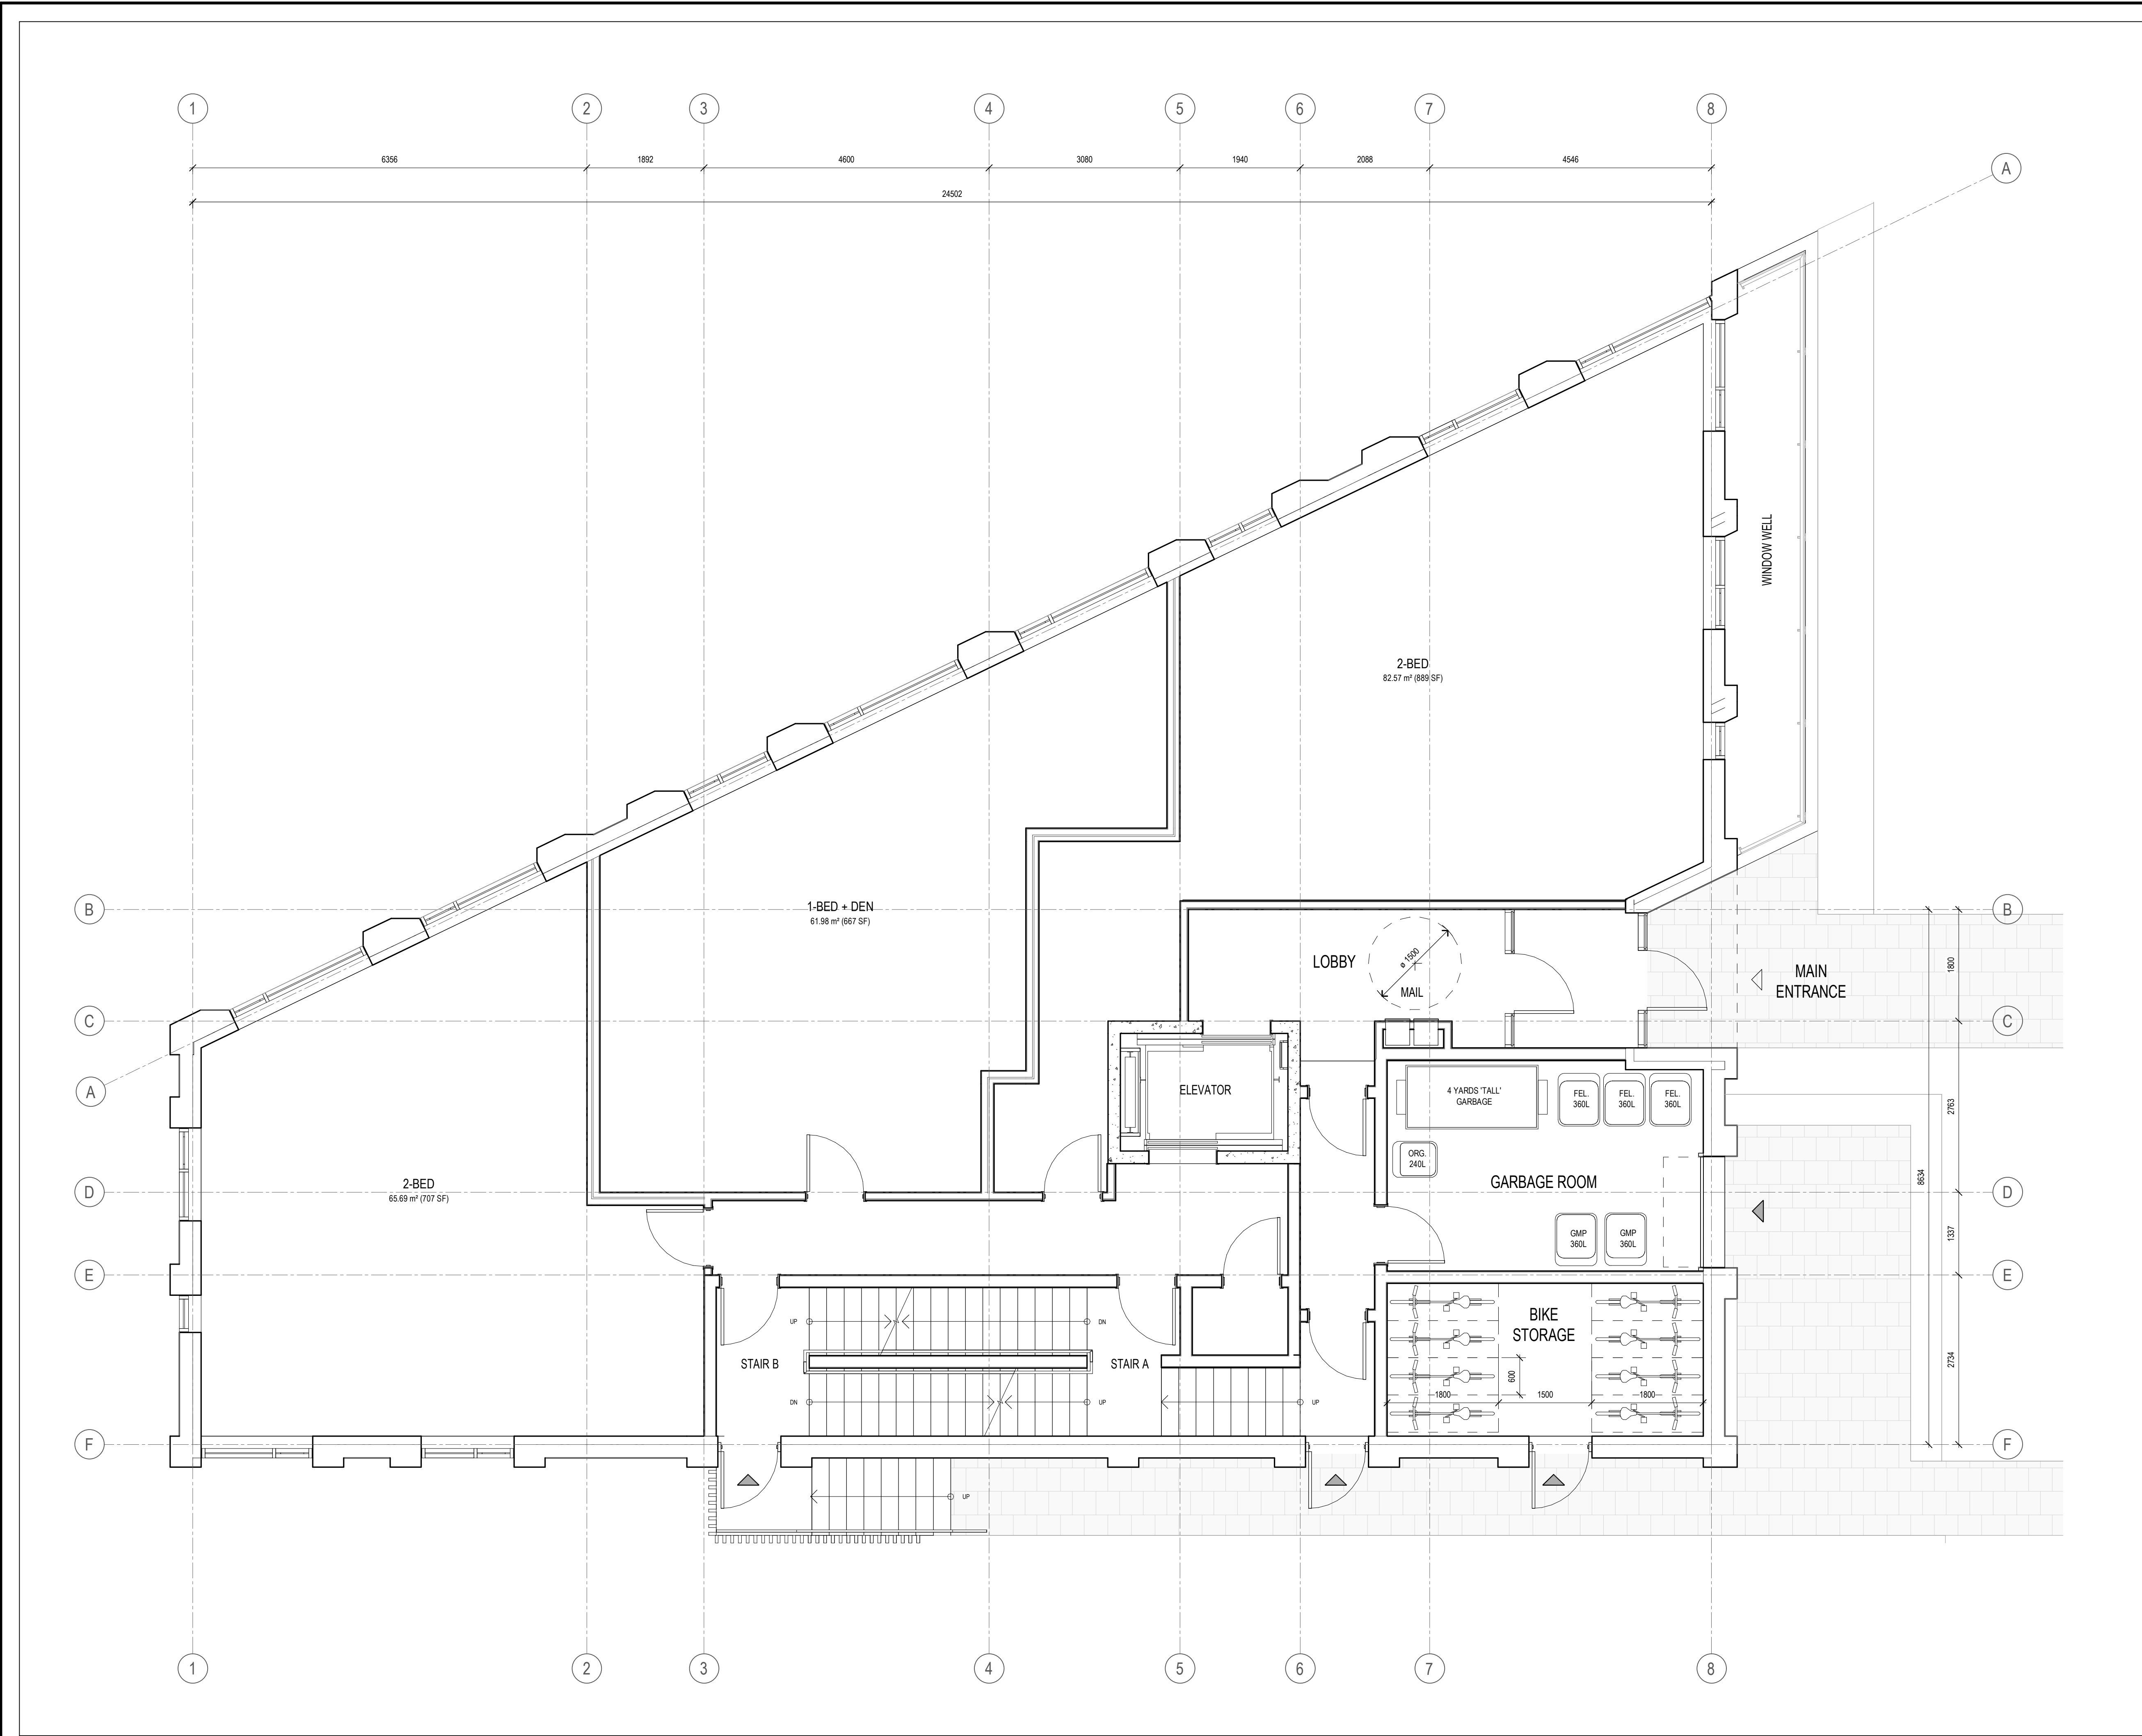 1 2 3 4 5 6 7 8
6356 1892 4600 3080 1940 2088 4546
A
24502
WINDOW WELL
2-BED
82.57 m² (889 SF)
1-BED + DEN
61.98 m² (667 SF)
B
B
LOBBY
ø 1500
MAIL
MAIN
ENTRANCE
1800
C
C
A
ELEVATOR
4 YARDS 'TALL'
GARBAGE
FEL.
360L
FEL.
360L
FEL.
360L
2763
ORG.
240L
2-BED
65.69 m² (707 SF)
GARBAGE ROOM
8634
D
D
GMP
360L
GMP
360L
1337
E
E
BIKE
STORAGE
UP
DN
STAIR B
STAIR A
600
2734
1800
1500
1800
DN
UP
UP
F
F
UP
1 2 3 4 5 6 7 8